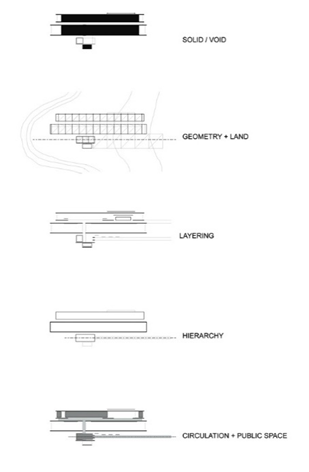 SOLID / VOID
GEOMETRY + LAND
LAYERING
HIERARCHY
CIRCULATION + PUBLIC SPACE